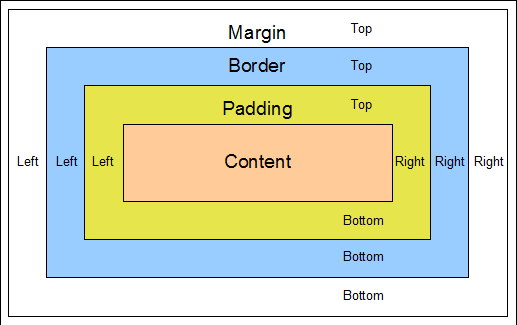 Margin Top
Border Top
Padding Top
Left Left Left Content Right Right Right
Bottom
Bottom
Bottom